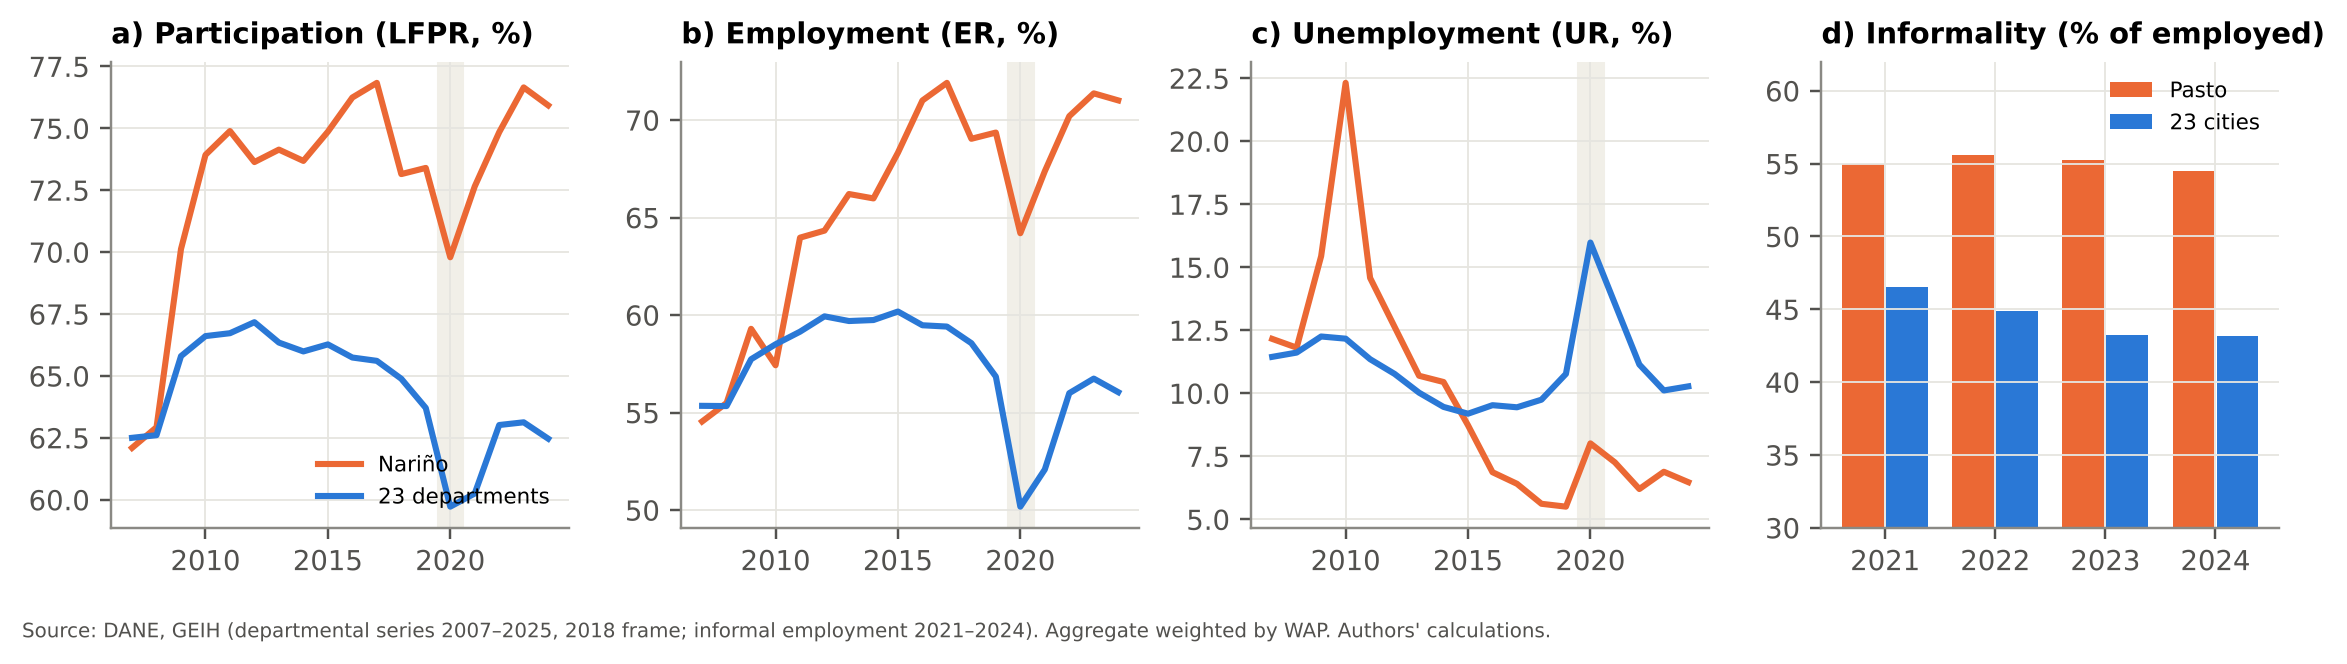 a) Participation (LFPR, %)
77.5
75.0
72.5
70.0
67.5
65.0
62.5
60.0
2010 2015 2020
Nariño
23 departments
b) Employment (ER, %)
70
65
60
55
50
2010 2015 2020
c) Unemployment (UR, %)
22.5
20.0
17.5
15.0
12.5
10.0
7.5
5.0
2010 2015 2020
d) Informality (% of employed)
60
55
50
45
40
35
30
2021 2022 2023 2024
Pasto
23 cities
Source: DANE, GEIH (departmental series 2007–2025, 2018 frame; informal employment 2021–2024). Aggregate weighted by WAP. Authors' calculations.